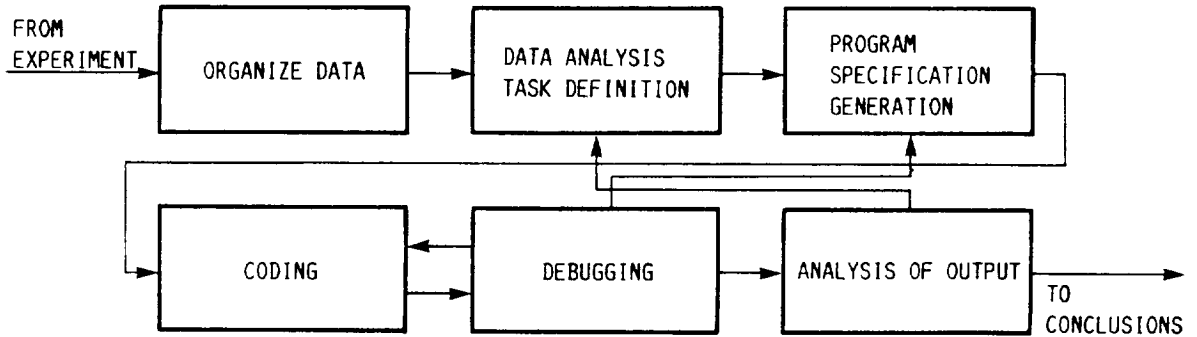 FROM
EXPERIMENT
ORGANIZE DATA
DATA ANALYSIS
TASK DEFINITION
PROGRAM
SPECIFICATION
GENERATION
CODING
DEBUGGING
ANALYSIS OF OUTPUT
TO
CONCLUSIONS